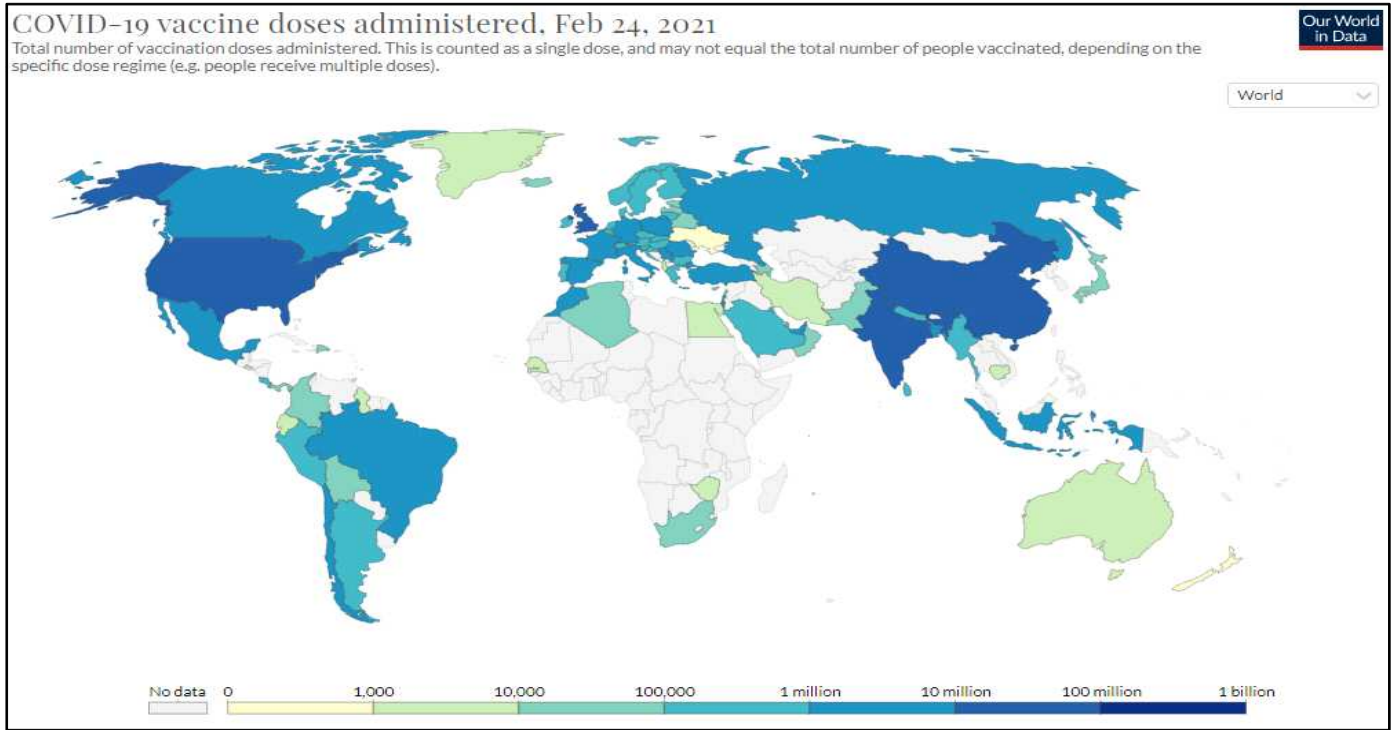 COVID-19 vaccine doses administered, Feb 24, 2021
Total number of vaccination doses administered. This is counted as a single dose, and may not equal the total number of people vaccinated, depending on the
specific dose regime (e.g. people receive multiple doses).
Our World
in Data
World
No data 0 1,000 10,000 100,000 1 million 10 million 100 million 1 billion